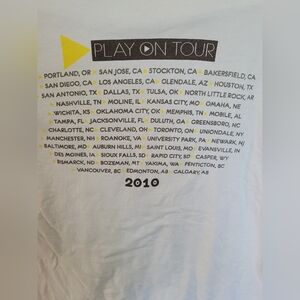 PLAY ON TOUR
PORTLAND, OR SAN JOSE, CA STOCKTON, CA BAKERSFIELD, CA
SAN DIEGO, CA LOS ANGELES, CA GLENDALE, AZ HOUSTON, TX
SAN ANTONIO, TX DALLAS, TX TULSA, OK NORTH LITTLE ROCK, AR
NASHVILLE, TN MOLINE, IL KANSAS CITY, MO OMAHA, NE
WICHITA, KS OKLAHOMA CITY, OK MEMPHIS, TN MOBILE, AL
TAMPA, FL JACKSONVILLE, FL DULUTH, GA GREENSBORO, NC
CHARLOTTE, NC CLEVELAND, OH TORONTO, ON UNIONDALE, NY
MANCHESTER, NH ROANOKE, VA UNIVERSITY PARK, PA NEWARK, NJ
BALTIMORE, MD AUBURN HILLS, MI SAINT LOUIS, MO EVANSVILLE, IN
DES MOINES, IA SIOUX FALLS, SD RAPID CITY, SD CASPER, WY
BISMARCK, ND BOZEMAN, MT YAKIMA, WA PENTICTON, BC
VANCOUVER, BC EDMONTON, AB CALGARY, AB
2010